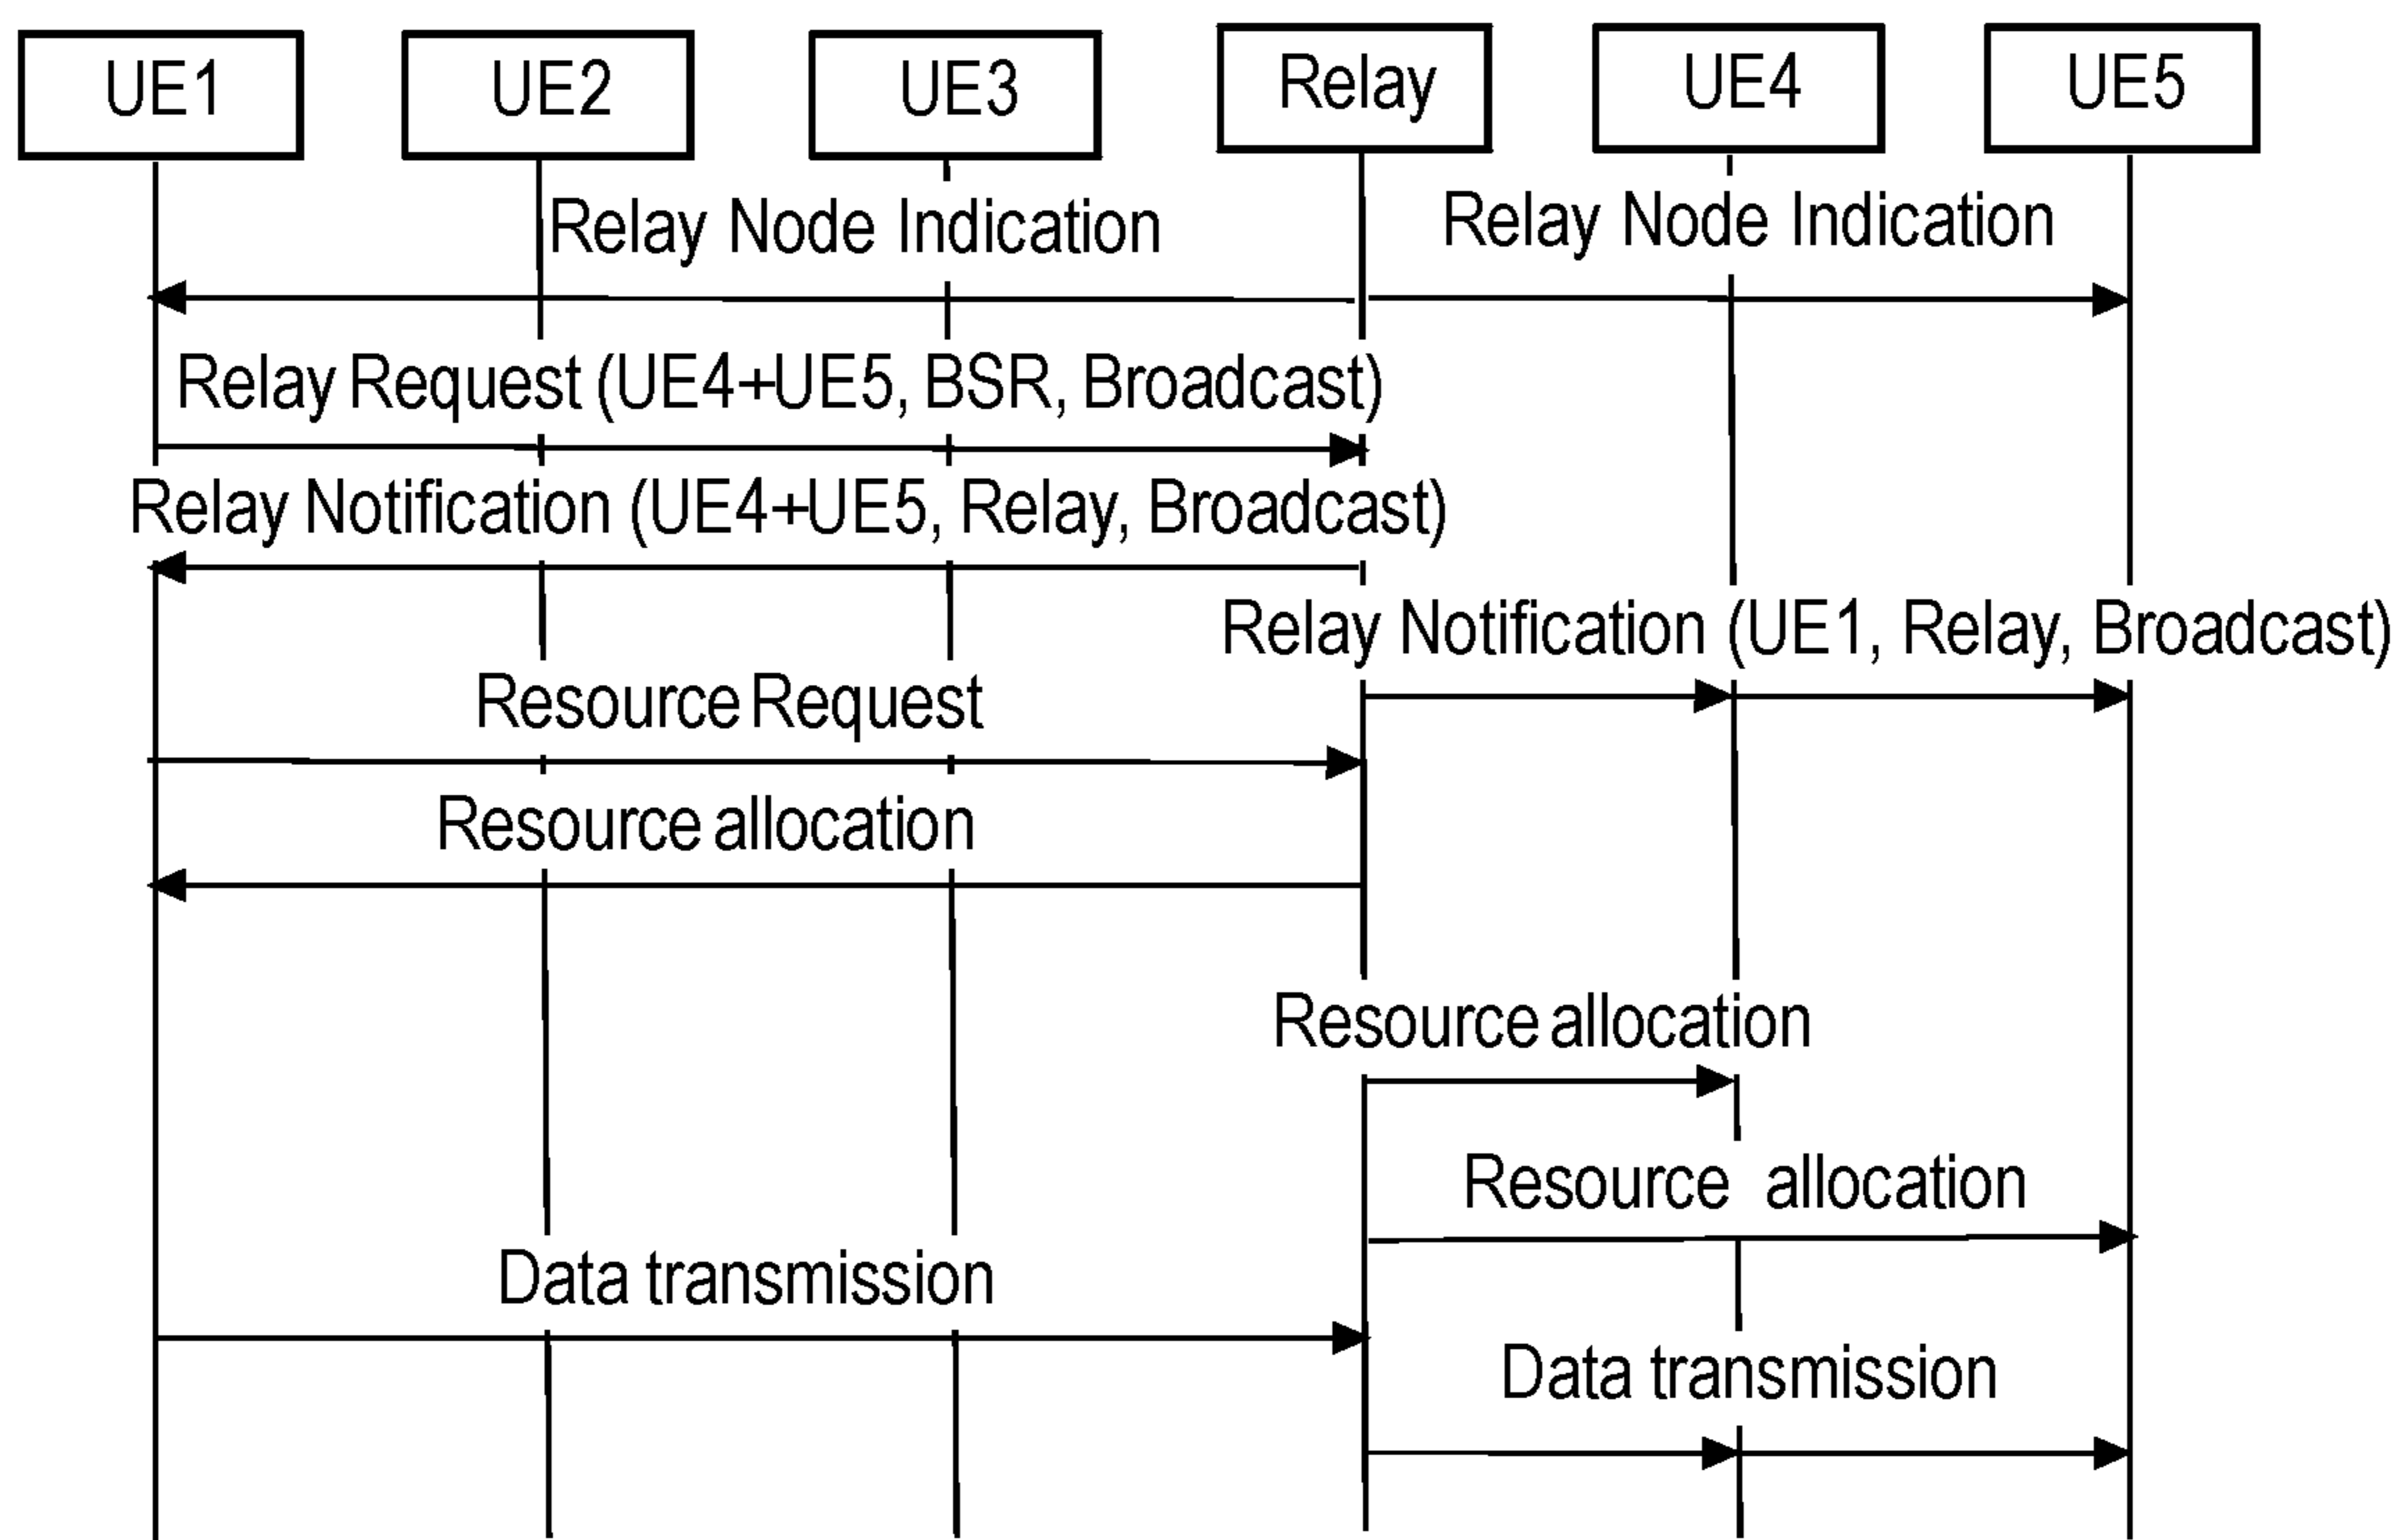 UE1 UE2 UE3 Relay UE4 UE5
Relay Node Indication Relay Node Indication
Relay Request (UE4+UE5, BSR, Broadcast)
Relay Notification (UE4+UE5, Relay, Broadcast)
Relay Notification (UE1, Relay, Broadcast)
Resource Request
Resource allocation
Resource allocation
Resource allocation
Data transmission
Data transmission